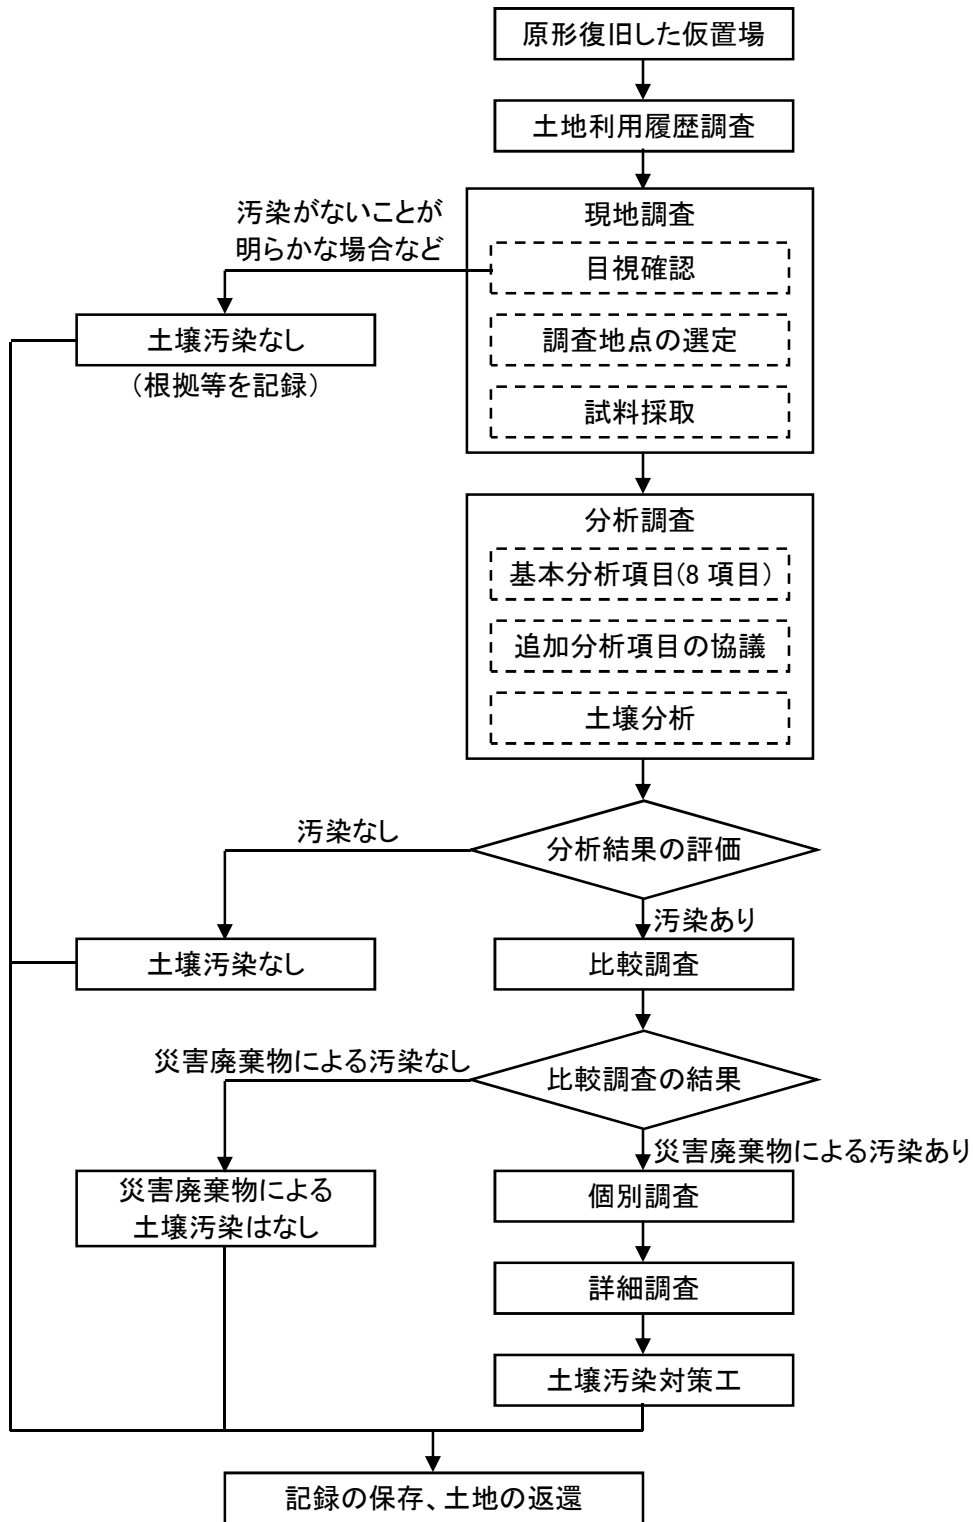 原形復旧した仮置場
土地利用履歴調査
汚染がないことが
明らかな場合など
現地調査
目視確認
調査地点の選定
試料採取
土壌汚染なし
（根拠等を記録）
分析調査
基本分析項目(8 項目)
追加分析項目の協議
土壌分析
汚染なし
分析結果の評価
汚染あり
土壌汚染なし
比較調査
災害廃棄物による汚染なし
比較調査の結果
災害廃棄物による汚染あり
災害廃棄物による
土壌汚染はなし
個別調査
詳細調査
土壌汚染対策工
記録の保存、土地の返還